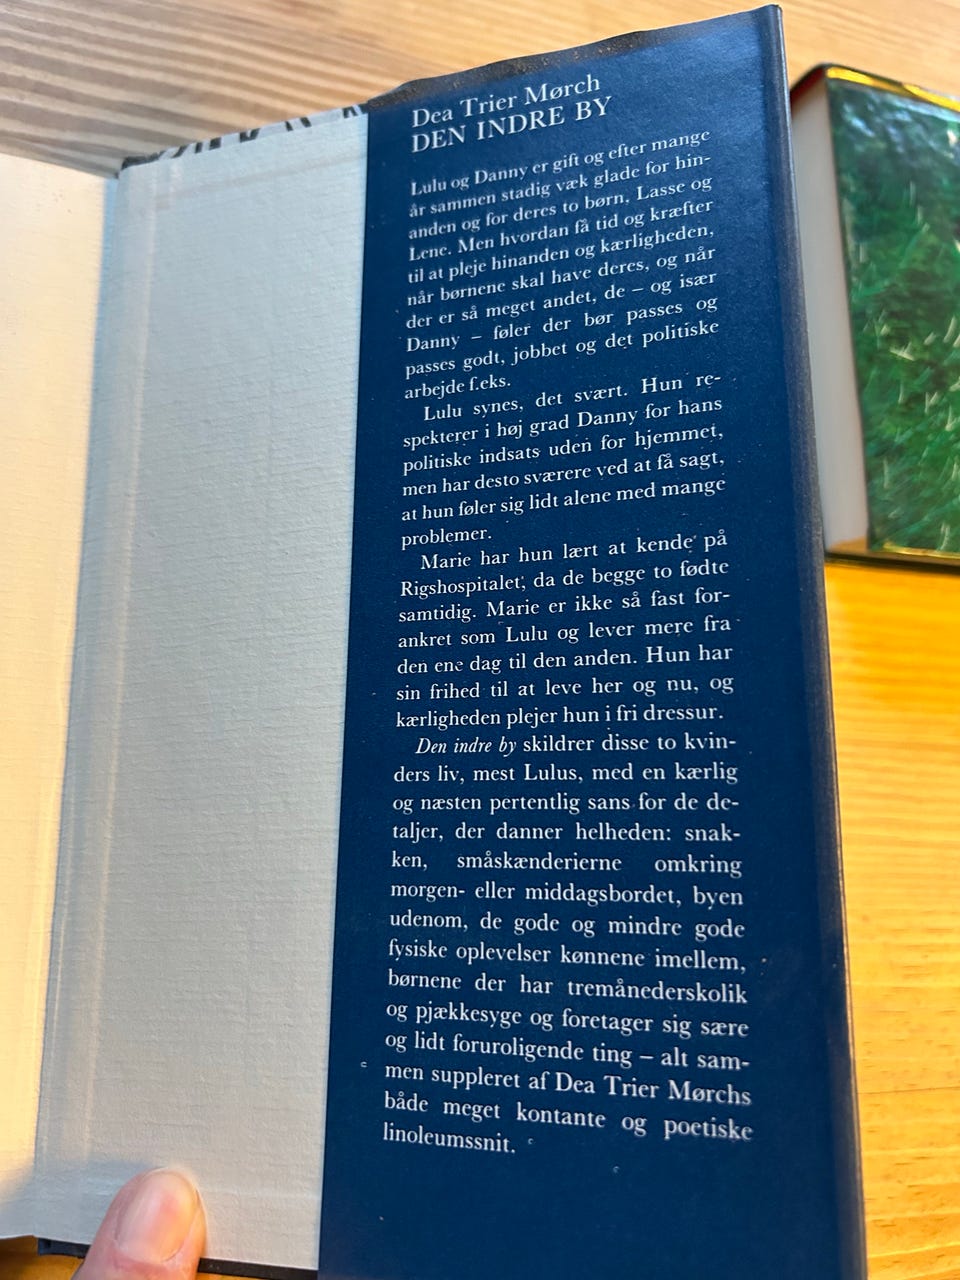 Dea Trier Mørch
DEN INDRE BY
Lulu og Danny er gift og efter mange
år sammen stadig væk glade for hin-
anden og for deres to børn, Lasse og
Lene. Men hvordan få tid og kræfter
til at pleje hinanden og kærligheden,
når børnene skal have deres, og når
der er så meget andet, de – og især
Danny – føler der bør passes og
passes godt, jobbet og det politiske
arbejde f.eks.
Lulu synes, det svært. Hun re-
spekterer i høj grad Danny for hans
politiske indsats uden for hjemmet,
men har desto sværere ved at få sagt,
at hun føler sig lidt alene med mange
problemer.
Marie har hun lært at kende på
Rigshospitalet, da de begge to fødte
samtidig. Marie er ikke så fast for-
ankret som Lulu og lever mere fra
den ene dag til den anden. Hun har
sin frihed til at leve her og nu, og
kærligheden plejer hun i fri dressur.
Den indre by skildrer disse to kvin-
ders liv, mest Lulus, med en kærlig
og næsten pertentlig sans for de de-
taljer, der danner helheden: snak-
ken, småskænderierne omkring
morgen- eller middagsbordet, byen
udenom, de gode og mindre gode
fysiske oplevelser kønnene imellem,
børnene der har tremånederskolik
og pjækkesyge og foretager sig sære
og lidt foruroligende ting – alt sam-
men suppleret af Dea Trier Mørchs
både meget kontante og poetiske
linoleumssnit.